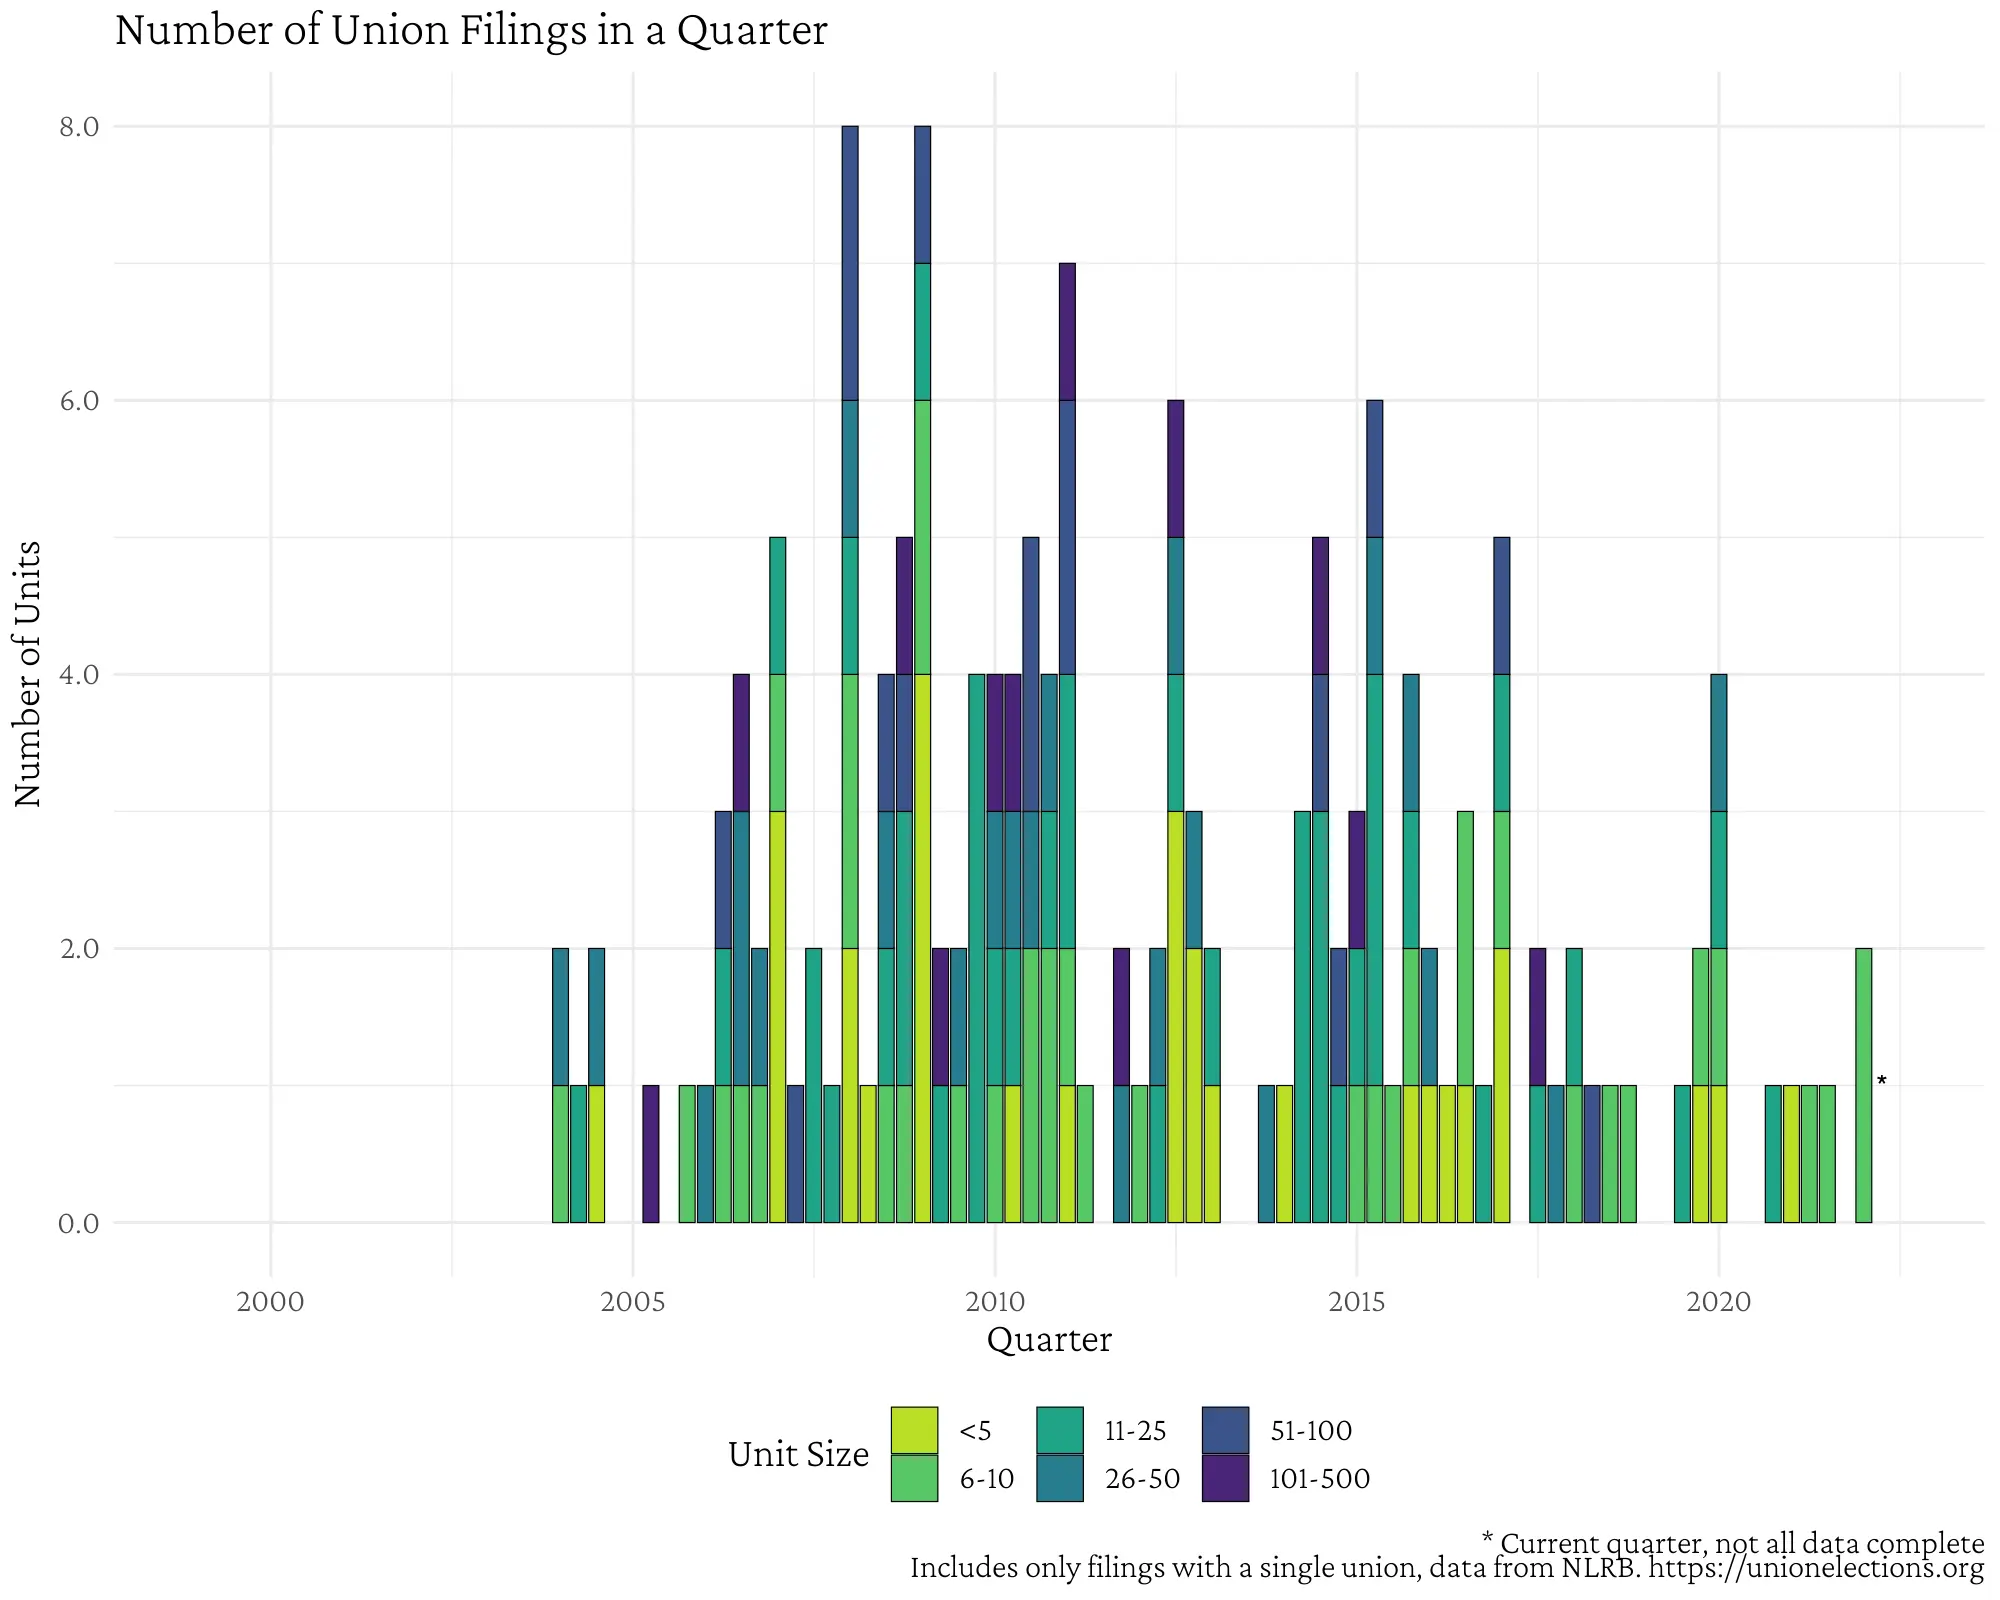 Number of Union Filings in a Quarter
Number of Units
8.0
6.0
4.0
2.0
0.0
*
2000 2005 2010 2015 2020
Quarter
Unit Size
<5 11-25 51-100
6-10 26-50 101-500
* Current quarter, not all data complete
Includes only filings with a single union, data from NLRB. https://unionelections.org